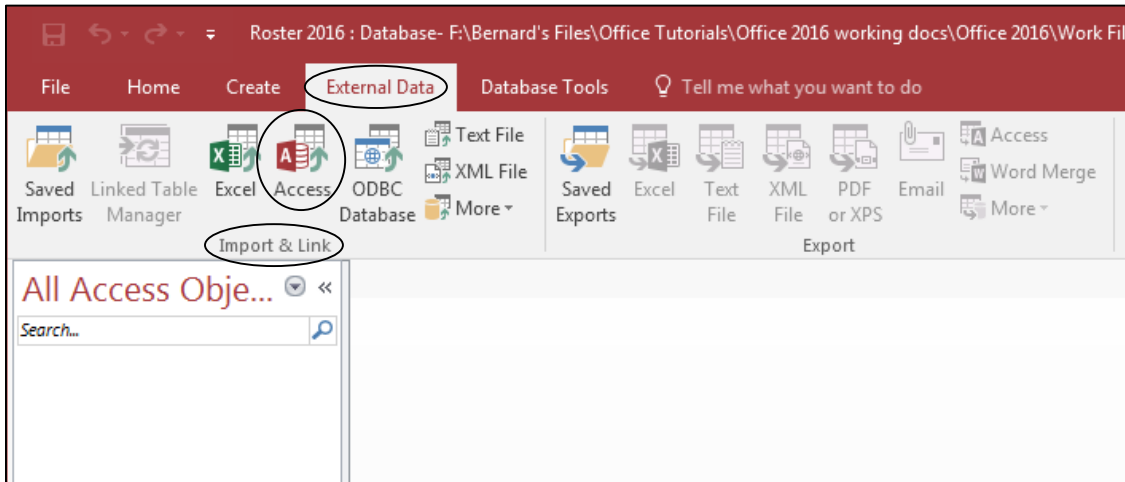 Roster 2016 : Database- F:\Bernard's Files\Office Tutorials\Office 2016 working docs\Office 2016\Work Fil
File Home Create External Data Database Tools Tell me what you want to do
Saved Imports
Linked Table Manager
Excel
Access
ODBC Database
Text File
XML File
More
Import & Link
Saved Exports
Excel
Text File
XML File
PDF or XPS
Email
Access
Word Merge
More
Export
All Access Obje...
Search...